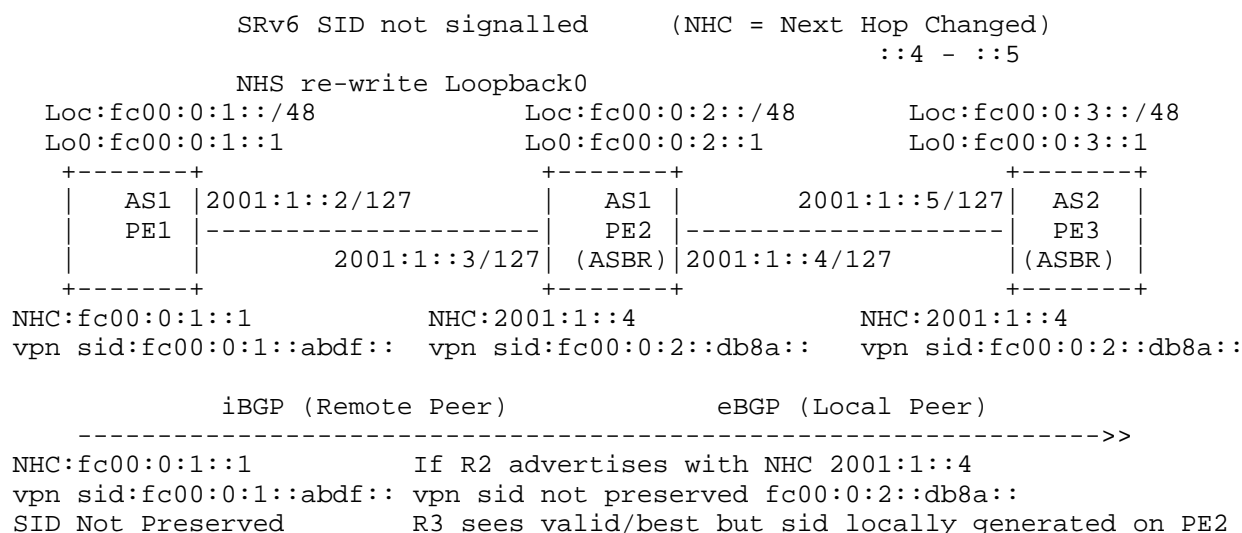 SRv6 SID not signalled (NHC = Next Hop Changed)
::4 - ::5
NHS re-write Loopback0
Loc:fc00:0:1::/48 Loc:fc00:0:2::/48 Loc:fc00:0:3::/48
Lo0:fc00:0:1::1 Lo0:fc00:0:2::1 Lo0:fc00:0:3::1
AS1 2001:1::2/127 AS1 2001:1::5/127 AS2
PE1 PE2 PE3
2001:1::3/127 (ASBR) 2001:1::4/127 (ASBR)
NHC:fc00:0:1::1 NHC:2001:1::4 NHC:2001:1::4
vpn sid:fc00:0:1::abdf:: vpn sid:fc00:0:2::db8a:: vpn sid:fc00:0:2::db8a::
iBGP (Remote Peer) eBGP (Local Peer)
NHC:fc00:0:1::1 If R2 advertises with NHC 2001:1::4
vpn sid:fc00:0:1::abdf:: vpn sid not preserved fc00:0:2::db8a::
SID Not Preserved R3 sees valid/best but sid locally generated on PE2